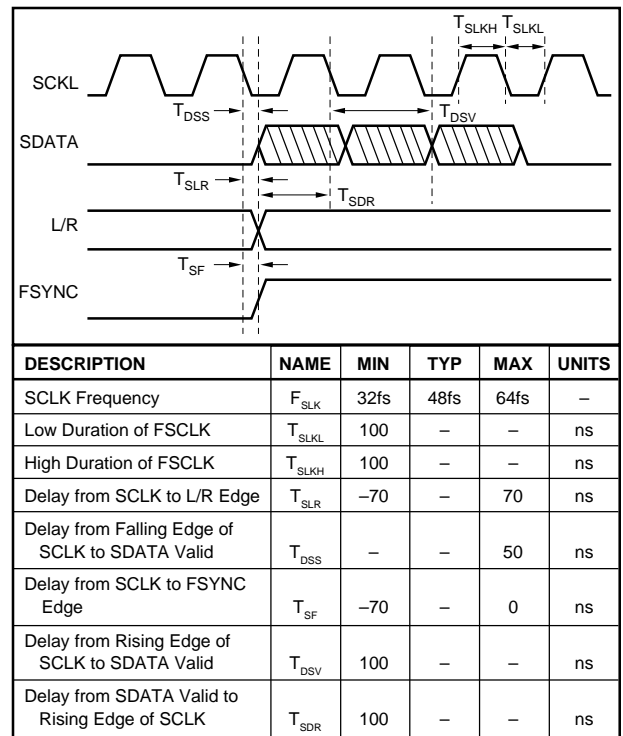 T_SLKH T_SLKL
SCKL
T_DSS T_DSV
SDATA
T_SLR T_SDR
L/R
T_SF
FSYNC
DESCRIPTION NAME MIN TYP MAX UNITS
SCLK Frequency F_SLK 32fs 48fs 64fs –
Low Duration of FSCLK T_SLKL 100 – – ns
High Duration of FSCLK T_SLKH 100 – – ns
Delay from SCLK to L/R Edge T_SLR –70 – 70 ns
Delay from Falling Edge of
SCLK to SDATA Valid T_DSS – – 50 ns
Delay from SCLK to FSYNC
Edge T_SF –70 – 0 ns
Delay from Rising Edge of
SCLK to SDATA Valid T_DSV 100 – – ns
Delay from SDATA Valid to
Rising Edge of SCLK T_SDR 100 – – ns